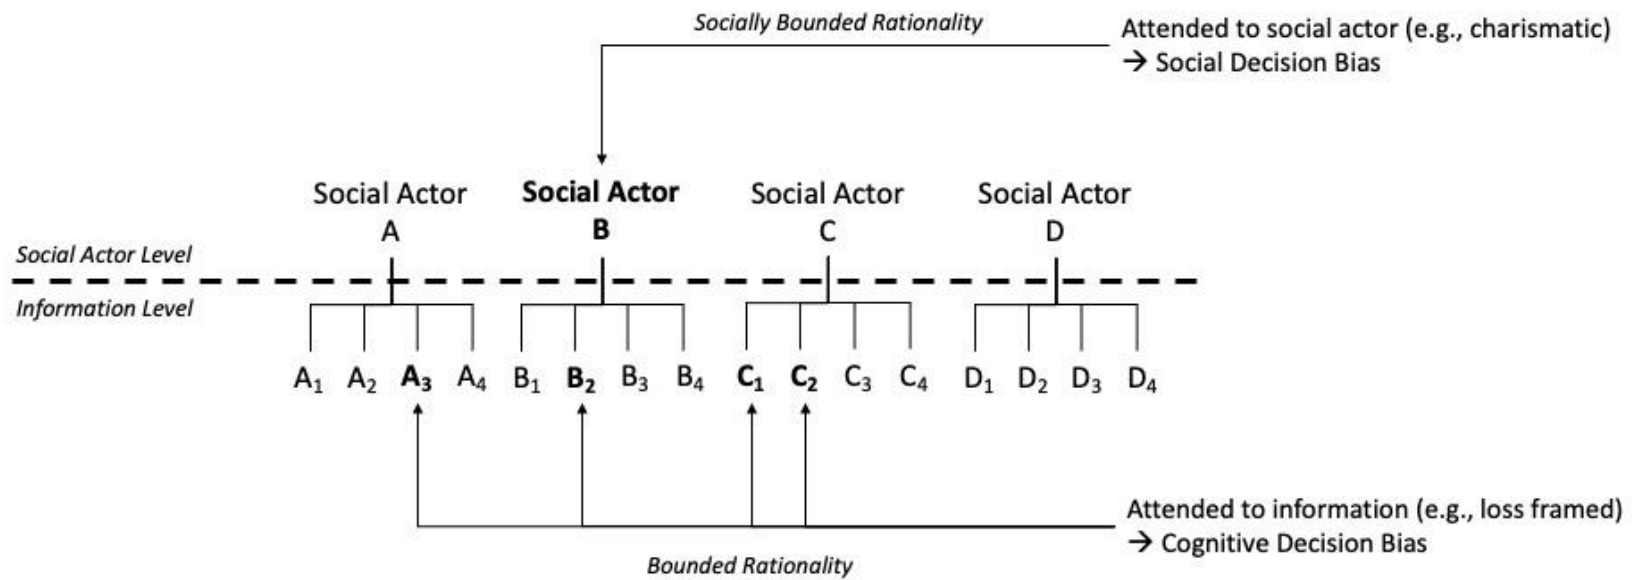 Socially Bounded Rationality
Attended to social actor (e.g., charismatic)
→ Social Decision Bias
Social Actor
A
Social Actor
B
Social Actor
C
Social Actor
D
Social Actor Level
Information Level
A₁ A₂ A₃ A₄ B₁ B₂ B₃ B₄ C₁ C₂ C₃ C₄ D₁ D₂ D₃ D₄
Attended to information (e.g., loss framed)
→ Cognitive Decision Bias
Bounded Rationality